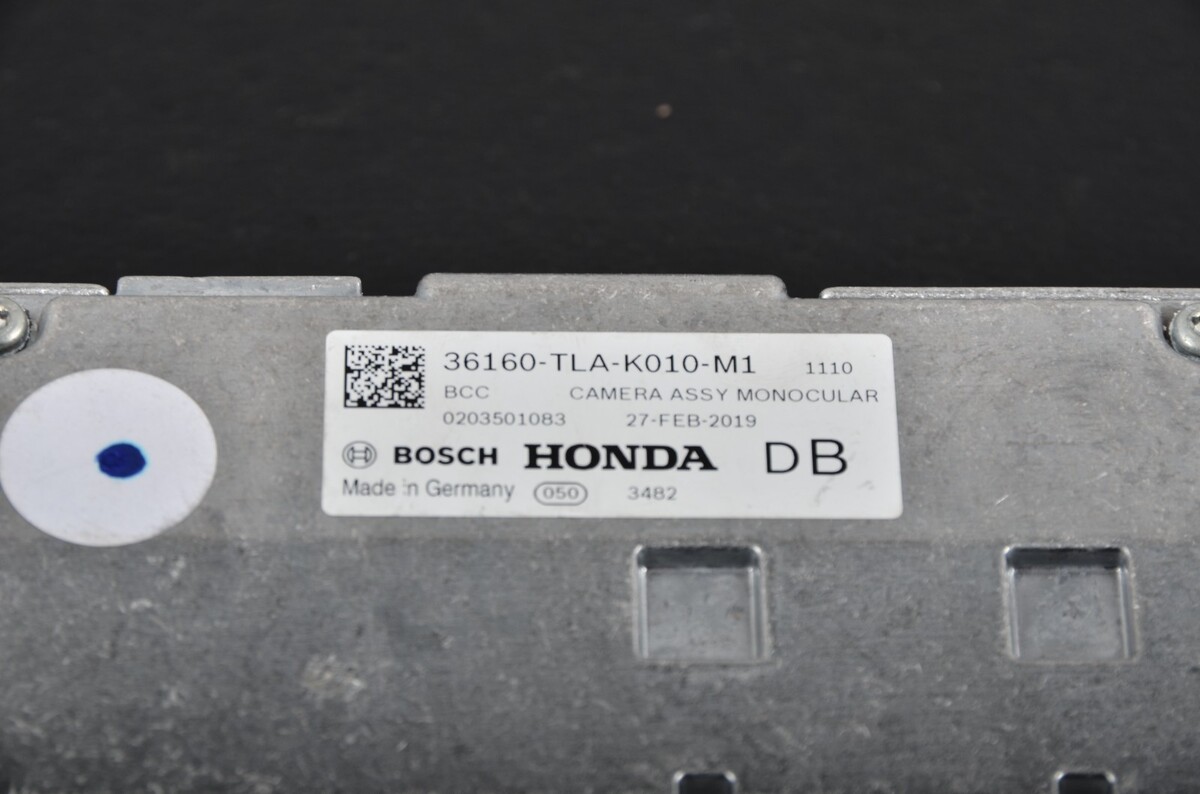 36160-TLA-K010-M1 1110
BCC CAMERA ASSY MONOCULAR
0203501083 27-FEB-2019
BOSCH HONDA DB
Made in Germany 050 3482